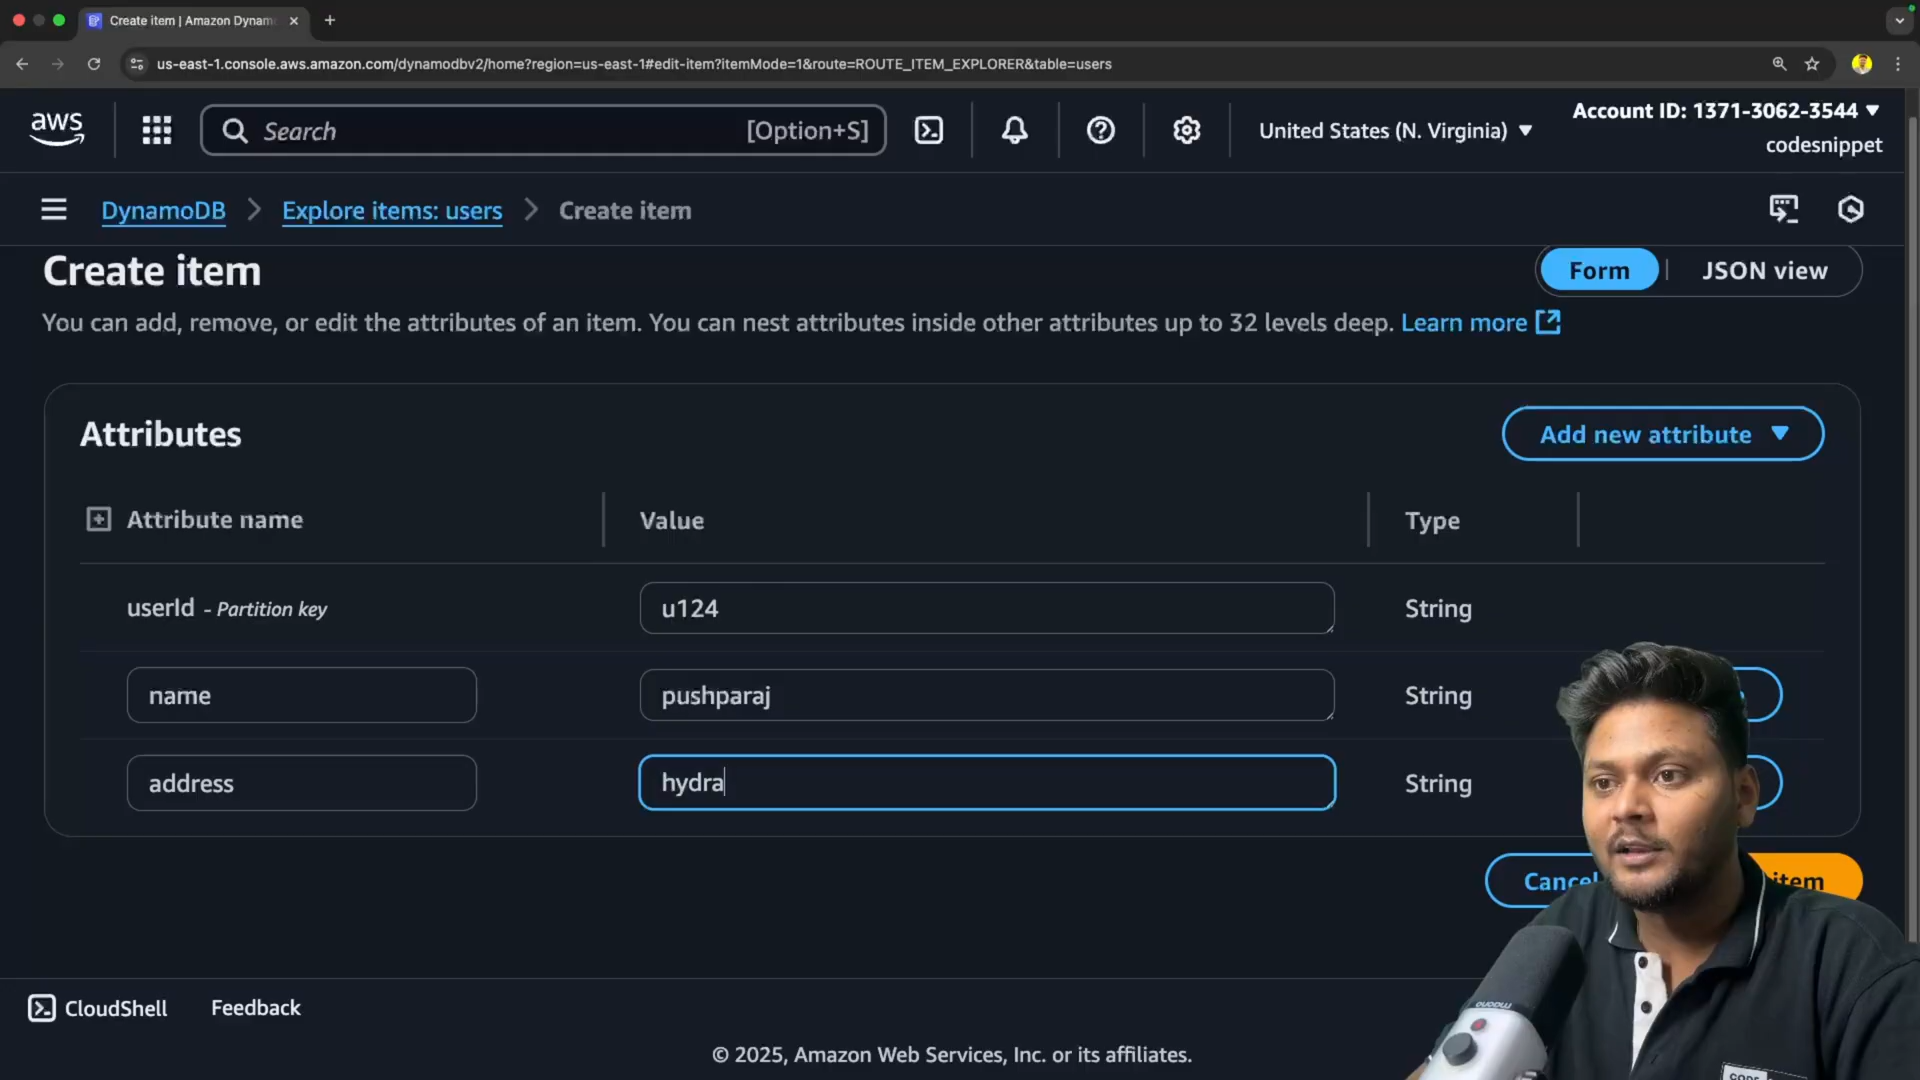 Create item | Amazon Dynam
us-east-1.console.aws.amazon.com/dynamodbv2/home?region=us-east-1#edit-item?itemMode=1&route=ROUTE_ITEM_EXPLORER&table=users
aws
Search
[Option+S]
United States (N. Virginia)
Account ID: 1371-3062-3544
codesnippet
DynamoDB
Explore items: users
Create item
Create item
Form
JSON view
You can add, remove, or edit the attributes of an item. You can nest attributes inside other attributes up to 32 levels deep. Learn more
Attributes
Add new attribute
Attribute name
Value
Type
userId - Partition key
u124
String
name
pushparaj
String
address
hydra
String
Cancel
item
CloudShell
Feedback
© 2025, Amazon Web Services, Inc. or its affiliates.
maono
CODE